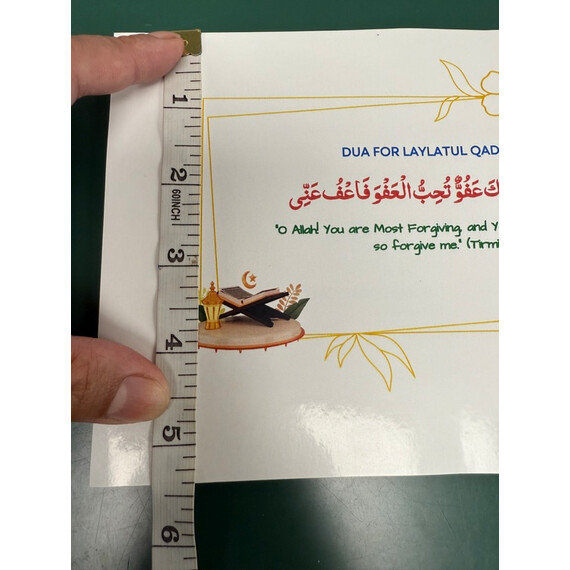 1
2
60INCH
3
4
5
6
DUA FOR LAYLATUL QAD
كَ عَفُوٌّ تُحِبُّ الْعَفْوَ فَاعْفُ عَنِّي
"O Allah! You are Most Forgiving, and Y
so forgive me." (Tirmi